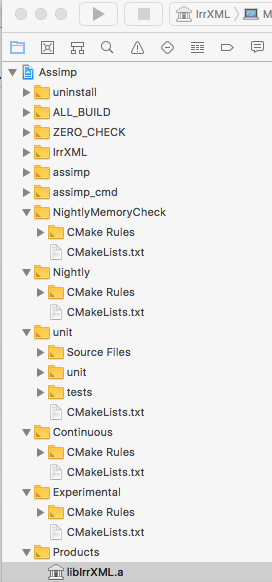 IrrXML M
Assimp
uninstall
ALL_BUILD
ZERO_CHECK
IrrXML
assimp
assimp_cmd
NightlyMemoryCheck
CMake Rules
CMakeLists.txt
Nightly
CMake Rules
CMakeLists.txt
unit
Source Files
unit
tests
CMakeLists.txt
Continuous
CMake Rules
CMakeLists.txt
Experimental
CMake Rules
CMakeLists.txt
Products
libIrrXML.a